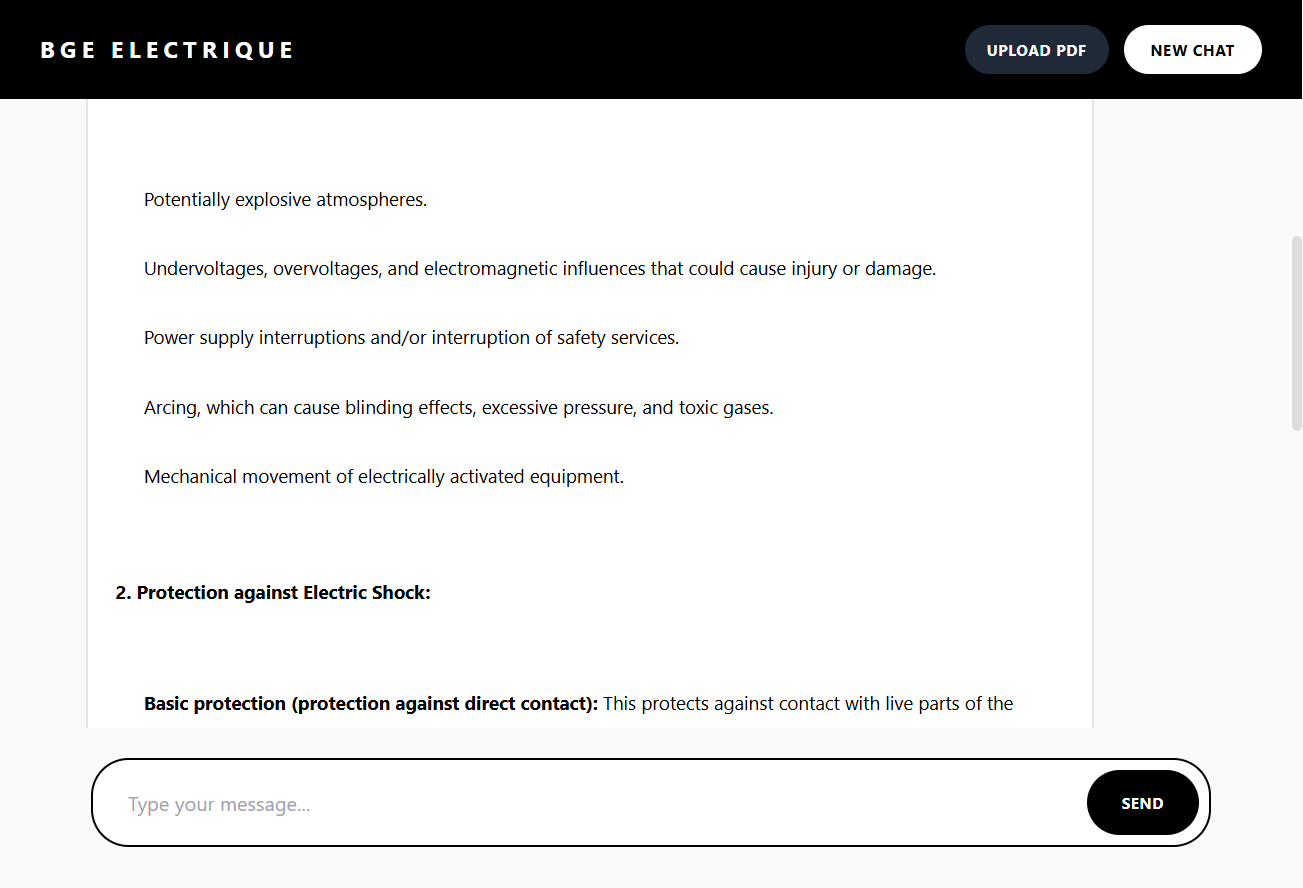 BGE ELECTRIQUE
UPLOAD PDF
NEW CHAT
Potentially explosive atmospheres.
Undervoltages, overvoltages, and electromagnetic influences that could cause injury or damage.
Power supply interruptions and/or interruption of safety services.
Arcing, which can cause blinding effects, excessive pressure, and toxic gases.
Mechanical movement of electrically activated equipment.
2. Protection against Electric Shock:
Basic protection (protection against direct contact): This protects against contact with live parts of the
Type your message...
SEND